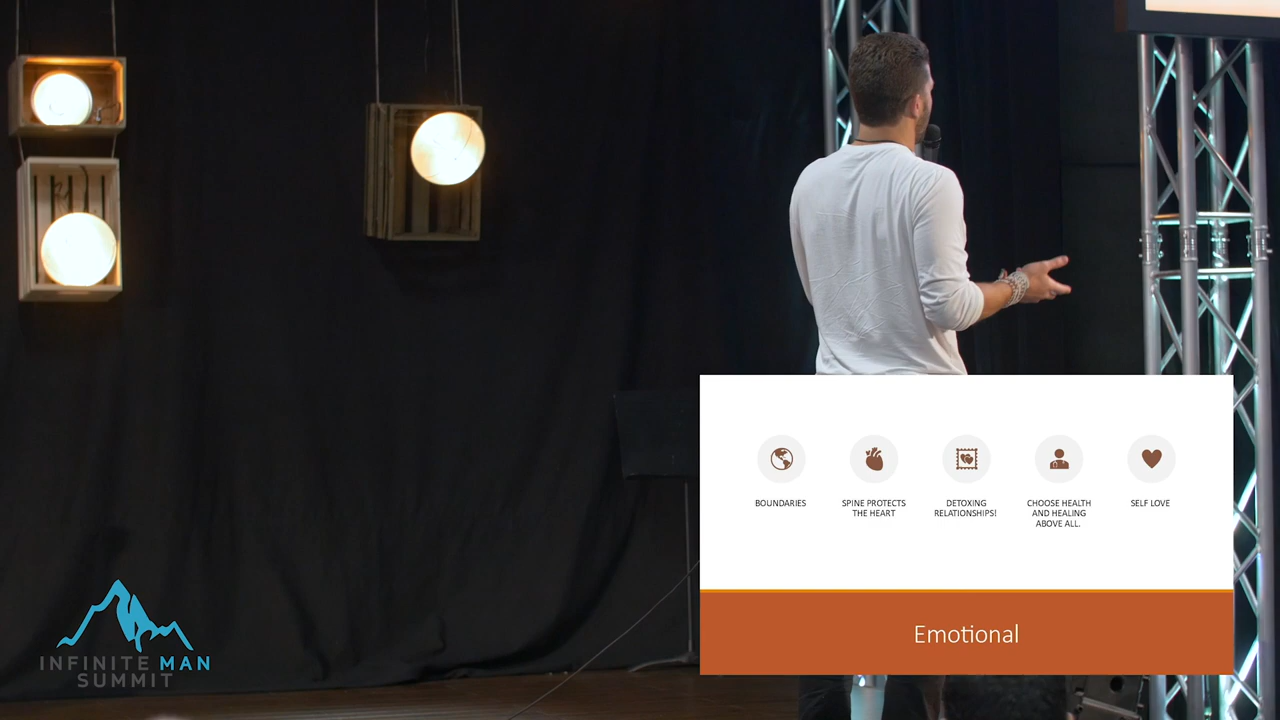 BOUNDARIES
SPINE PROTECTS
THE HEART
DETOXING
RELATIONSHIPS!
CHOOSE HEALTH
AND HEALING
ABOVE ALL.
SELF LOVE
Emotional
INFINITE MAN
SUMMIT